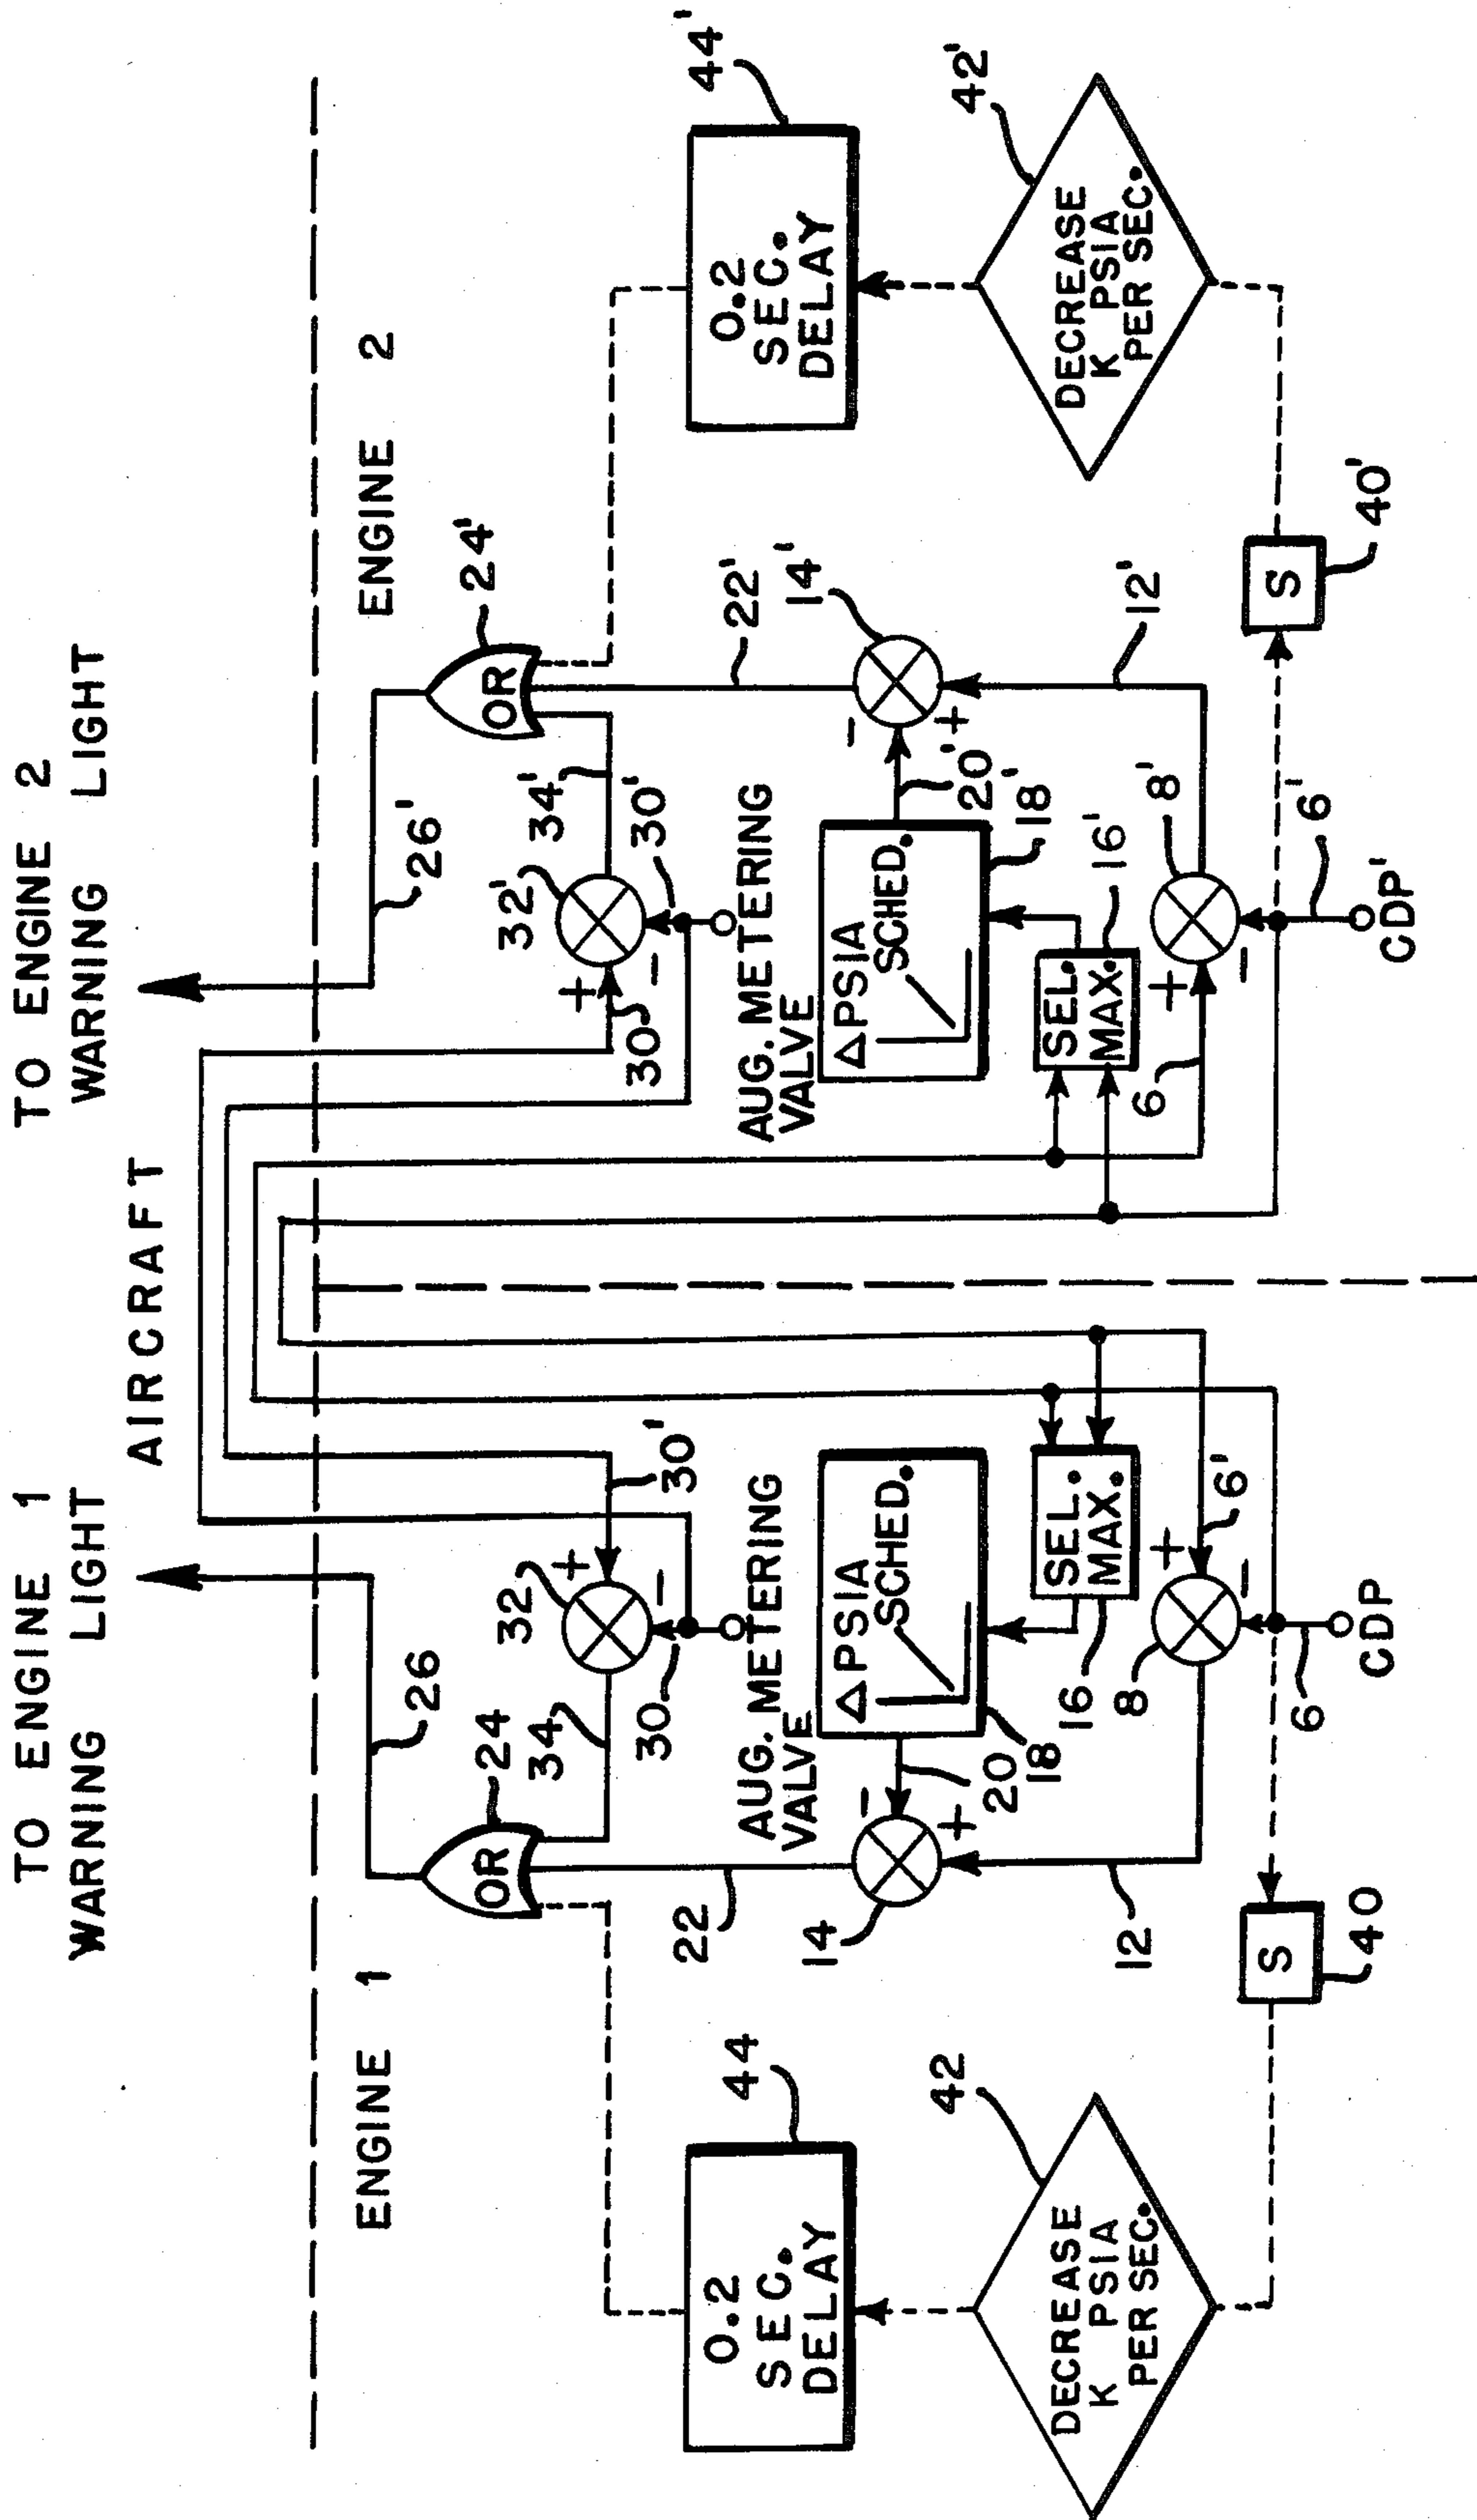 TO ENGINE 1
WARNING LIGHT
TO ENGINE 2
WARNING LIGHT
AIRCRAFT
ENGINE 1
ENGINE 2
26
26'
24
OR
24'
OR
34
32
+
−
30'
30
32'
34'
+
−
30
30'
AUG. METERING
VALVE
AUG. METERING
VALVE
44
0.2
SEC.
DELAY
44'
0.2
SEC.
DELAY
22
22'
14
−
+
14'
−
+
20
20'
ΔPSIA
SCHED.
18
ΔPSIA
SCHED.
18'
42
DECREASE
K PSIA
PER SEC.
42'
DECREASE
K PSIA
PER SEC.
SEL.
MAX.
16
SEL.
MAX.
16'
12
12'
8
+
−
6'
6
+
−
8'
S
40
S
40'
6
CDP
6'
CDP'